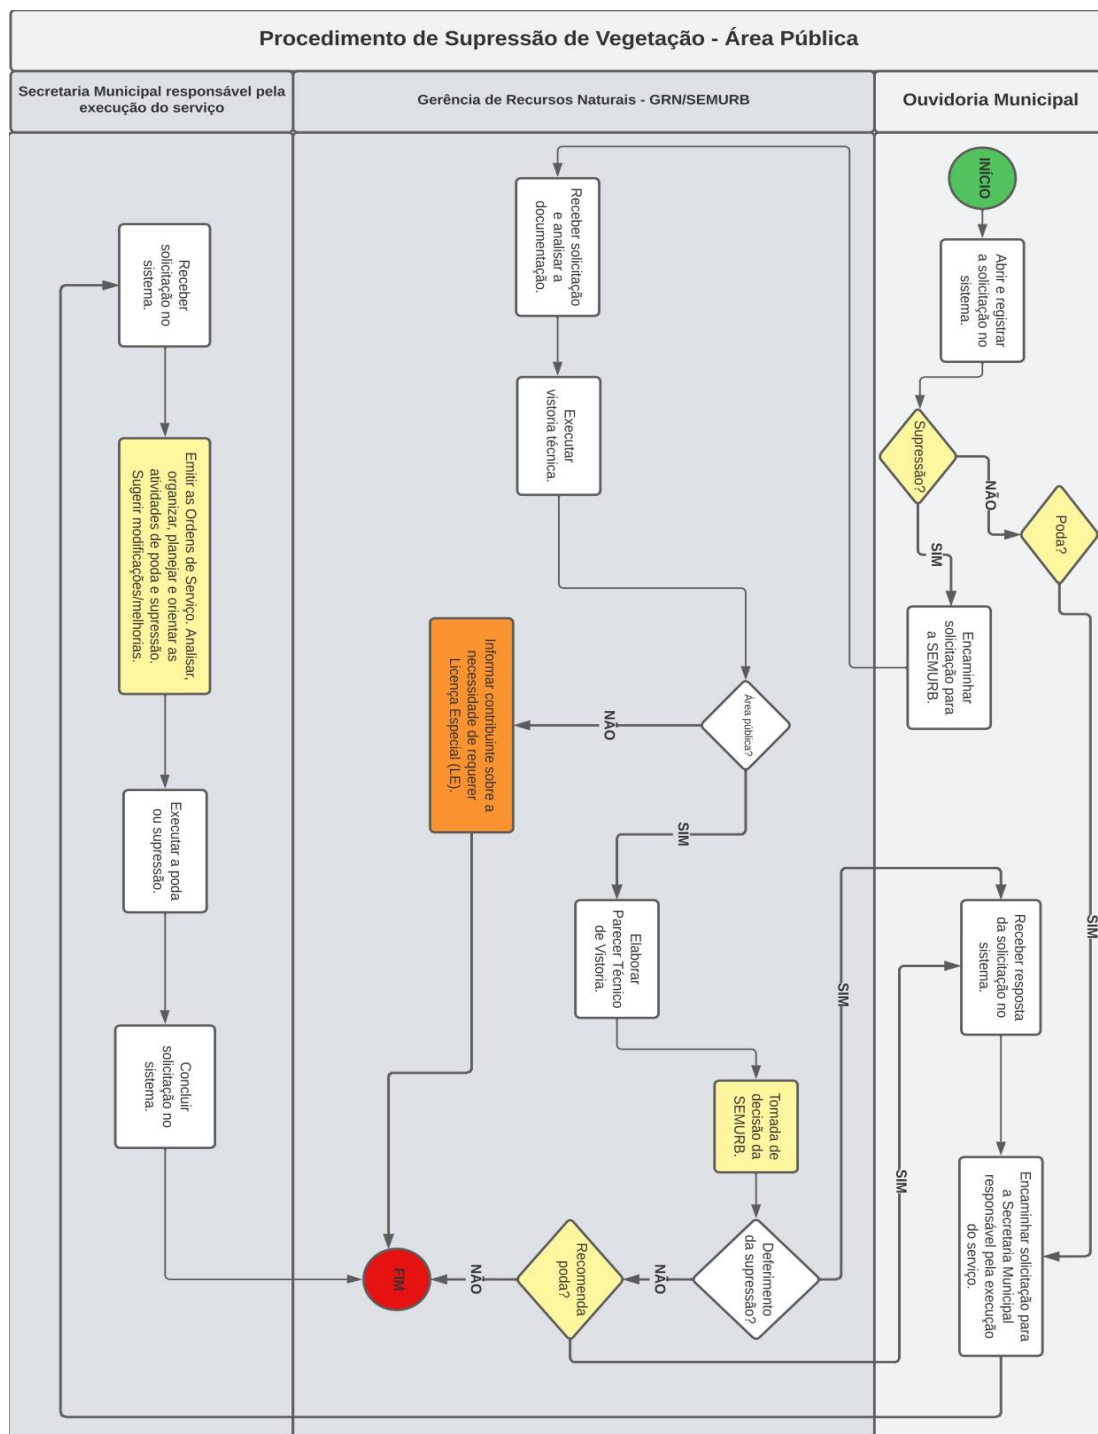 Procedimento de Supressão de Vegetação - Área Pública
Secretaria Municipal responsável pela
execução do serviço
Gerência de Recursos Naturais - GRN/SEMURB
Ouvidoria Municipal
INÍCIO
Abrir e registrar
a solicitação no
sistema.
Supressão?
NÃO
Poda?
SIM
SIM
Encaminhar
solicitação para
a SEMURB.
Receber solicitação
e analisar a
documentação.
Executar
vistoria técnica.
Área pública?
NÃO
Informar contribuinte sobre a
necessidade de requerer
Licença Especial (LE).
SIM
Elaborar
Parecer Técnico
de Vistoria.
Tomada de
decisão da
SEMURB.
Deferimento
da supressão?
SIM
NÃO
Recomenda
poda?
SIM
NÃO
FIM
Receber resposta
da solicitação no
sistema.
Encaminhar solicitação para
a Secretaria Municipal
responsável pela execução
do serviço.
Receber
solicitação no
sistema.
Emitir as Ordens de Serviço. Analisar,
organizar, planejar e orientar as
atividades de poda e supressão.
Sugerir modificações/melhorias.
Executar a poda
ou supressão.
Concluir
solicitação no
sistema.